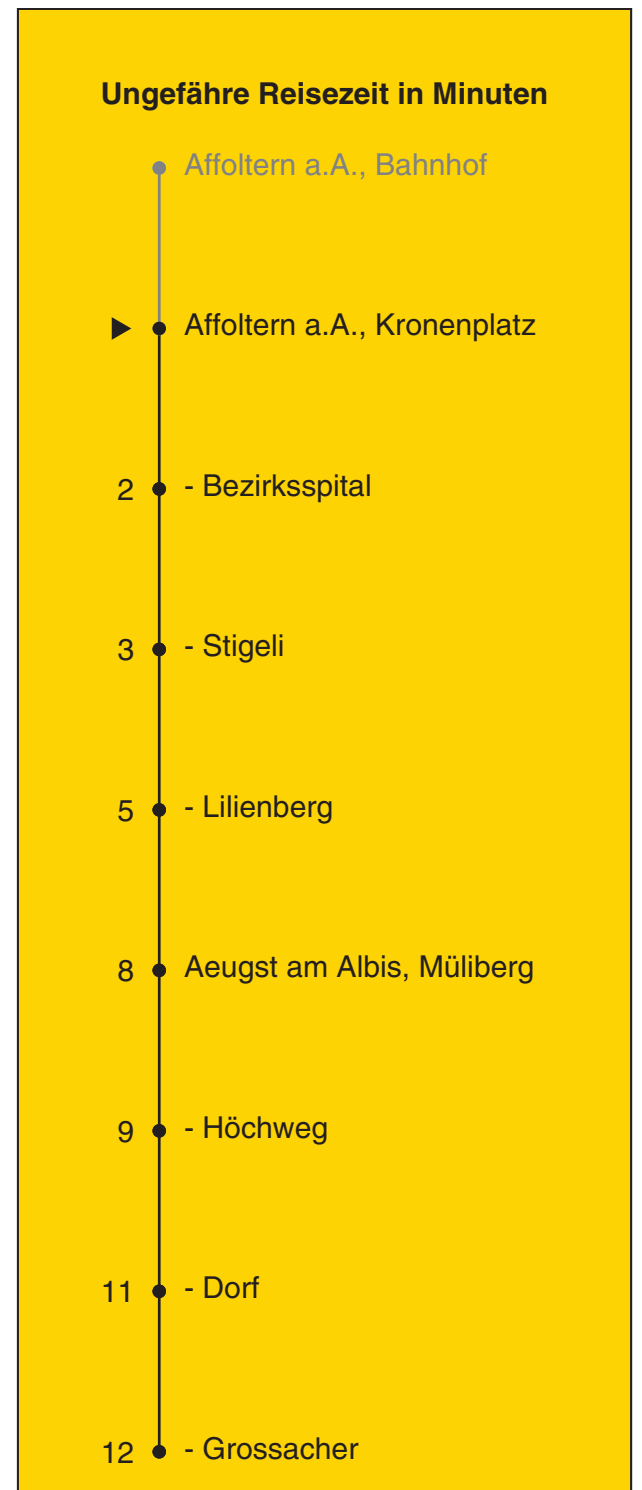 Ungefähre Reisezeit in Minuten
Affoltern a.A., Bahnhof
Affoltern a.A., Kronenplatz
2 - Bezirksspital
3 - Stigeli
5 - Lilienberg
8 Aeugst am Albis, Müliberg
9 - Höchweg
11 - Dorf
12 - Grossacher